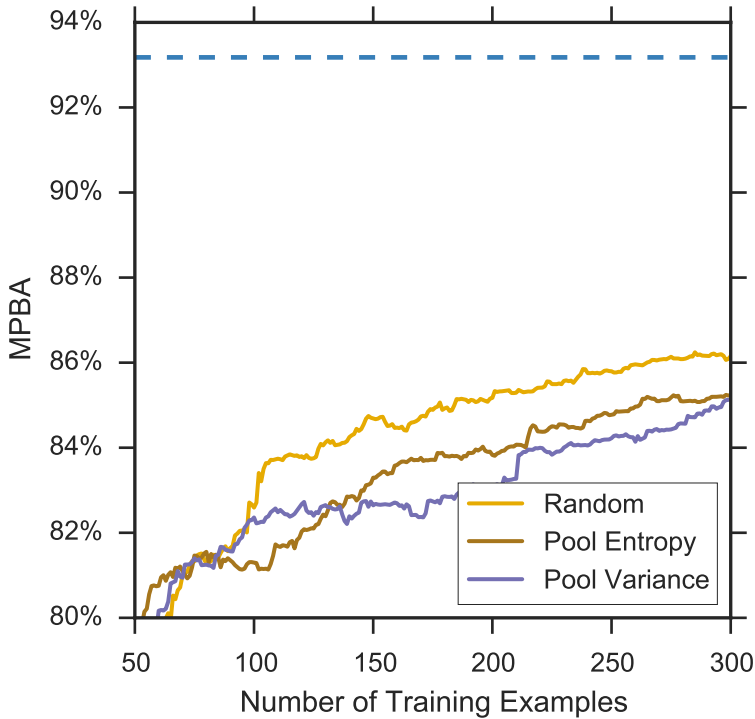 94%
92%
90%
88%
86%
84%
82%
80%
MPBA
Random
Pool Entropy
Pool Variance
50 100 150 200 250 300
Number of Training Examples